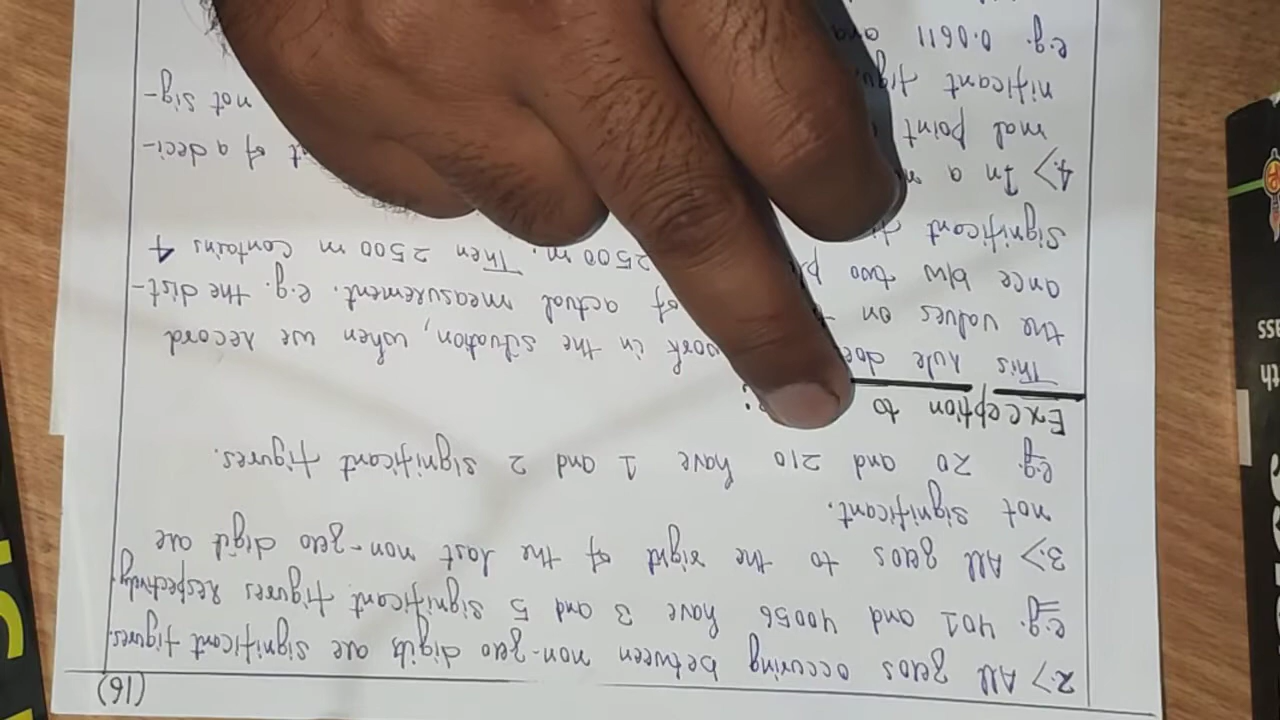 (16)
2.> All zeros occuring between non-zero digits are significant figures.
e.g. 401 and 40056 have 3 and 5 significant figures respectively.
3.> All zeros to the right of the last non-zero digit are
not significant.
e.g. 20 and 210 have 1 and 2 significant figures.
Exception to
This rule work in the situation, when we record
the values on of actual measurement. e.g. the dist-
ance b/w two 2500 m. Then 2500 m contains 4
Significant
4.> In a of a deci-
mal point not sig-
nificant
e.g. 0.0611